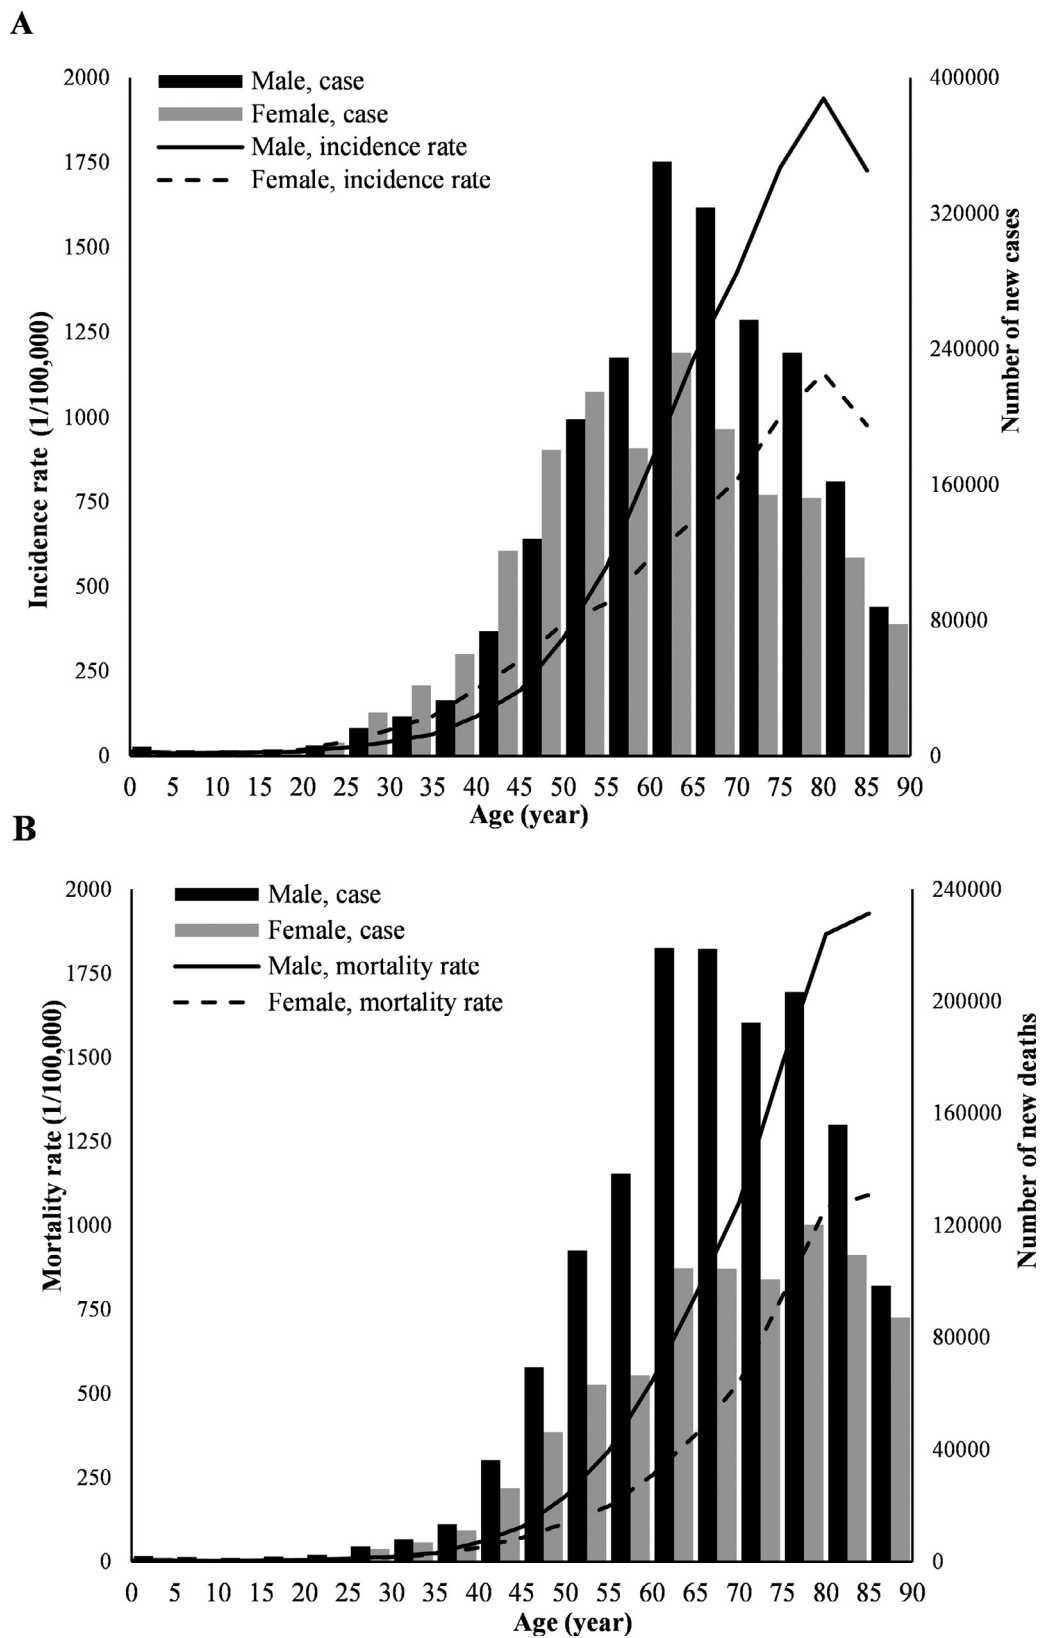 A
2000
1750
1500
1250
1000
750
500
250
0
Incidence rate (1/100,000)
Male, case
Female, case
Male, incidence rate
Female, incidence rate
400000
320000
240000
160000
80000
0
Number of new cases
0 5 10 15 20 25 30 35 40 45 50 55 60 65 70 75 80 85 90
Age (year)
B
2000
1750
1500
1250
1000
750
500
250
0
Mortality rate (1/100,000)
Male, case
Female, case
Male, mortality rate
Female, mortality rate
240000
200000
160000
120000
80000
40000
0
Number of new deaths
0 5 10 15 20 25 30 35 40 45 50 55 60 65 70 75 80 85 90
Age (year)